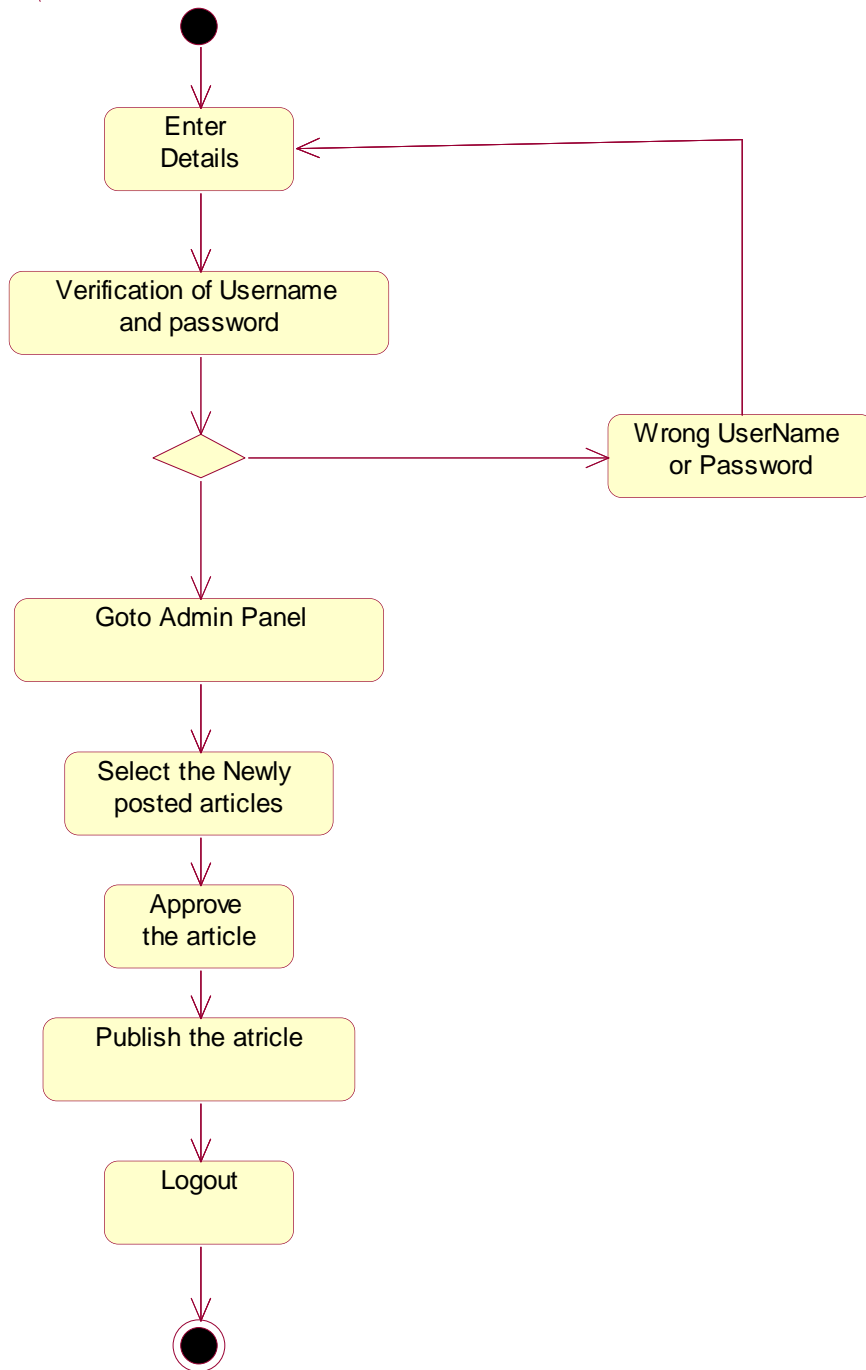 Enter
Details
Verification of Username
and password
Wrong UserName
or Password
Goto Admin Panel
Select the Newly
posted articles
Approve
the article
Publish the atricle
Logout